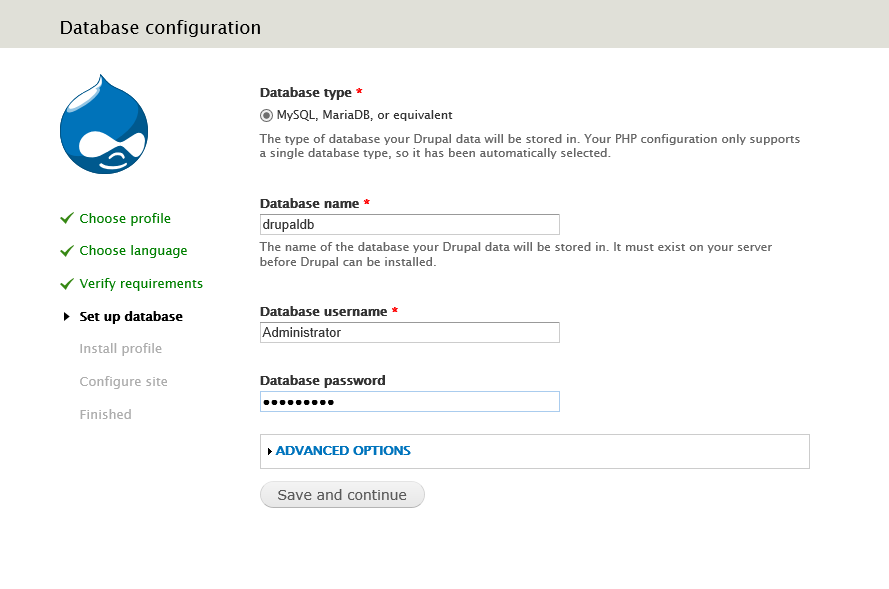 Database configuration
Choose profile
Choose language
Verify requirements
Set up database
Install profile
Configure site
Finished
Database type *
MySQL, MariaDB, or equivalent
The type of database your Drupal data will be stored in. Your PHP configuration only supports
a single database type, so it has been automatically selected.
Database name *
drupaldb
The name of the database your Drupal data will be stored in. It must exist on your server
before Drupal can be installed.
Database username *
Administrator
Database password
•••••••••
ADVANCED OPTIONS
Save and continue